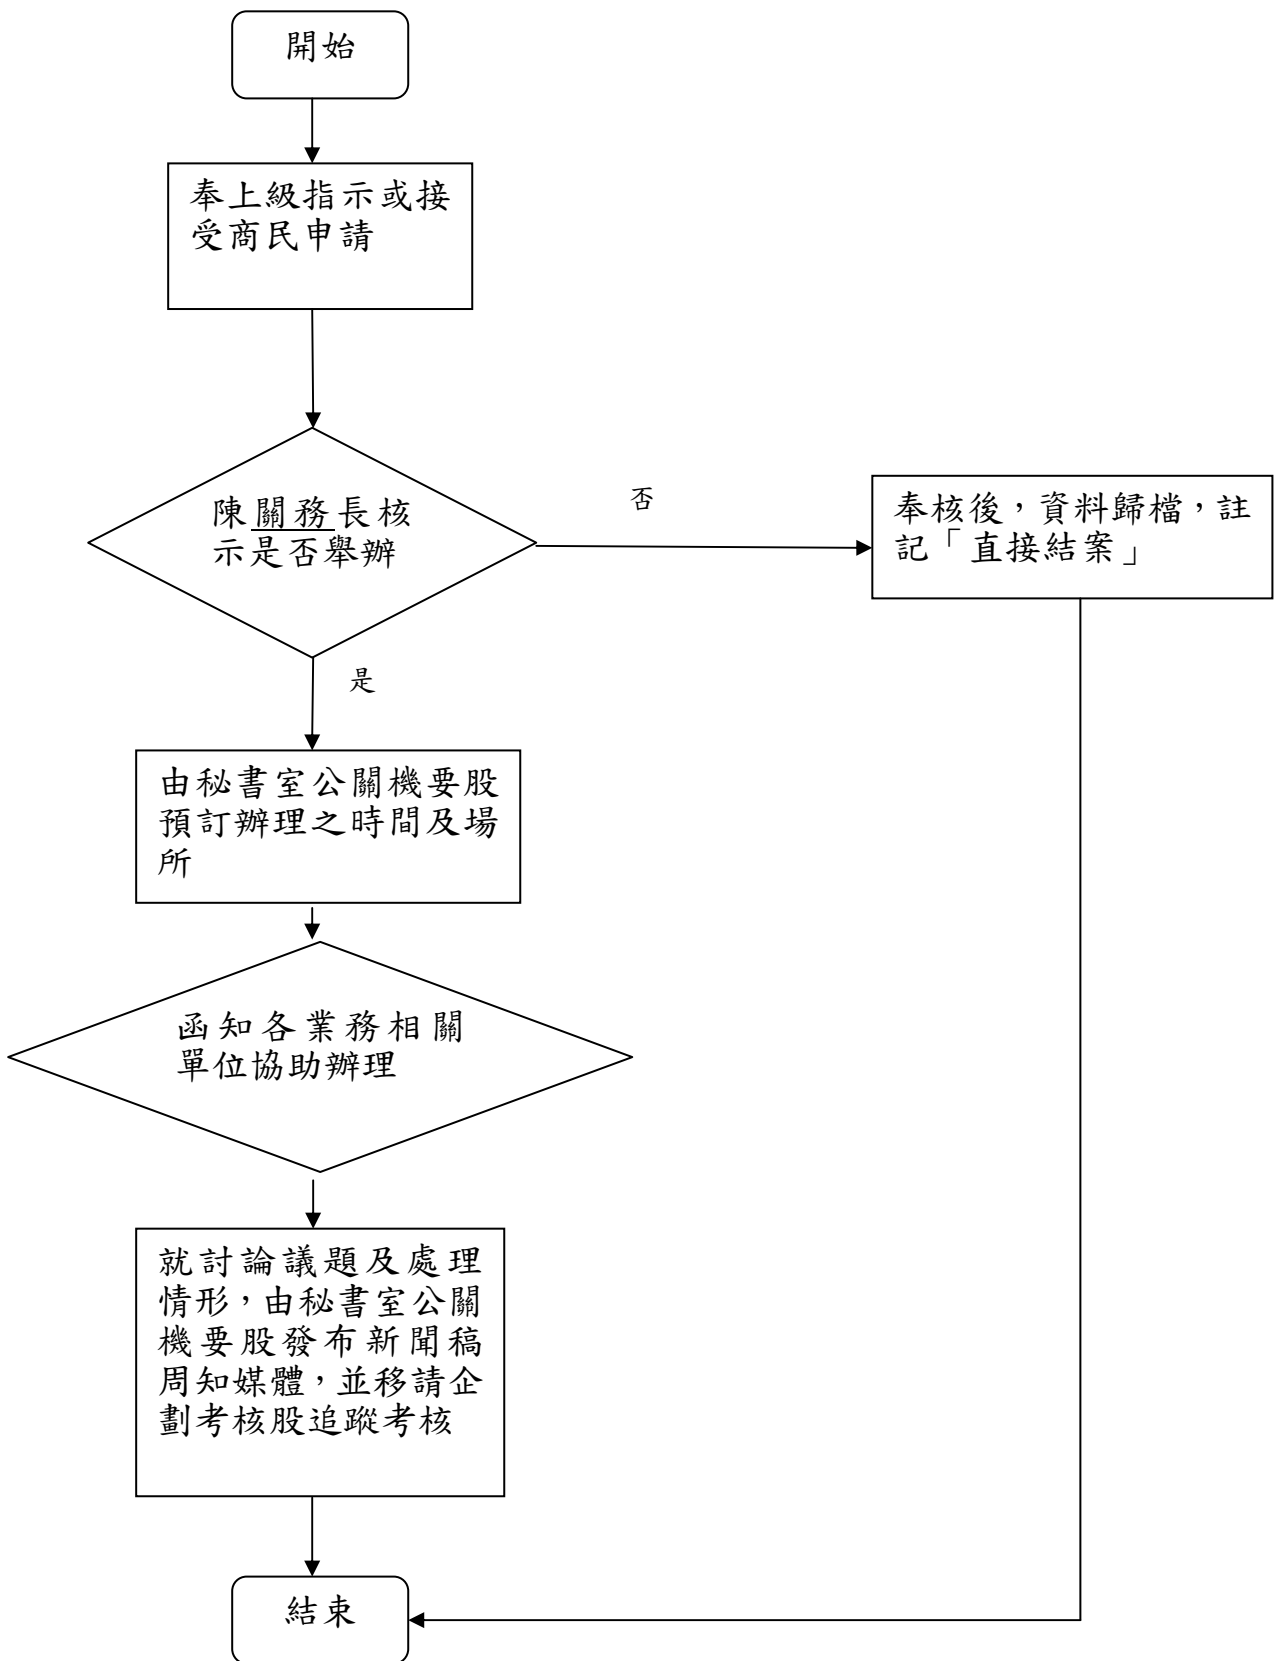 開始
奉上級指示或接
受商民申請
陳關務長核
示是否舉辦
否
奉核後，資料歸檔，註
記「直接結案」
是
由秘書室公關機要股
預訂辦理之時間及場
所
函知各業務相關
單位協助辦理
就討論議題及處理
情形，由秘書室公關
機要股發布新聞稿
周知媒體，並移請企
劃考核股追蹤考核
結束